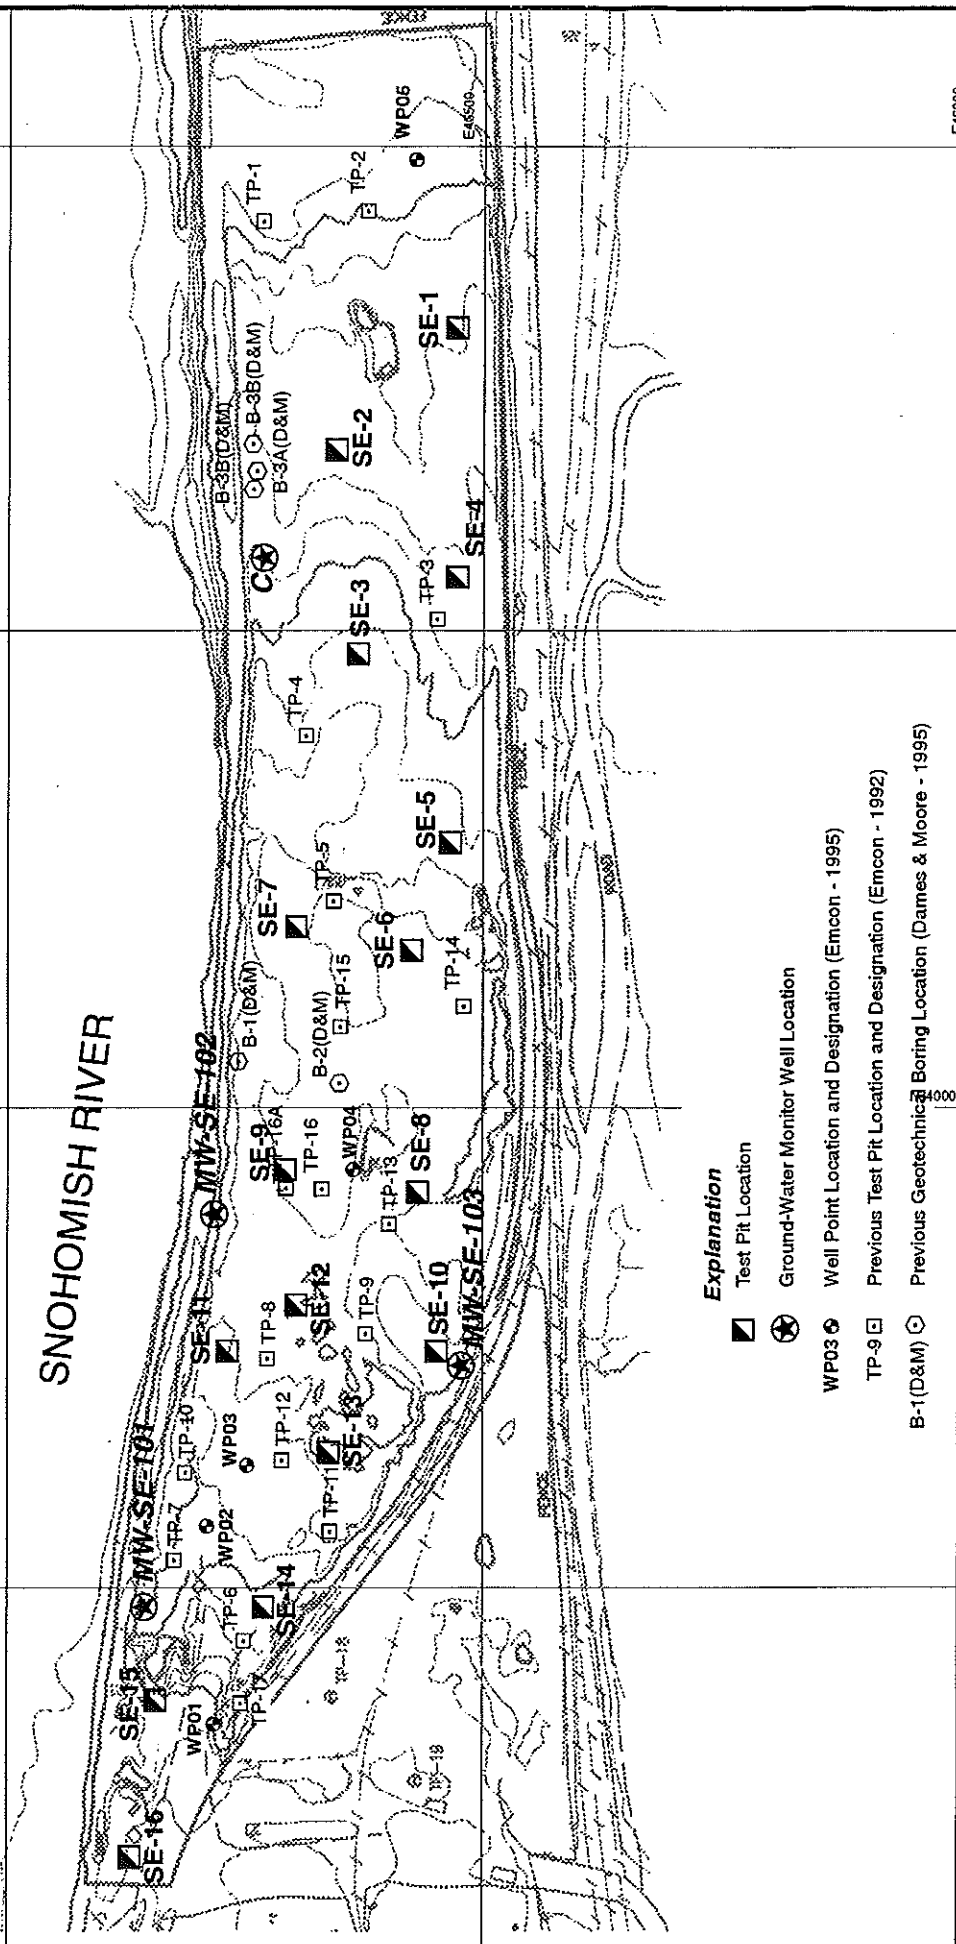 SNOHOMISH RIVER
SE-16
SE-15
WP01
TP-17
MW-SE-101
TP-7
TP-6
WP02
SE-14
TP-10
WP03
TP-12
TP-11
SE-13
SE-11
TP-8
SE-12
TP-9
SE-10
MW-SE-103
MW-SE-102
SE-9
TP-16
WP04
TP-13
SE-8
B-1(D&M)
B-2(D&M)
TP-15
TP-14
SE-7
TP-5
SE-6
SE-5
TP-4
SE-3
TP-3
SE-4
C
B-3B(D&M)
B-3B(D&M)
B-3A(D&M)
SE-2
SE-1
TP-1
TP-2
WP05
Explanation
Test Pit Location
Ground-Water Monitor Well Location
WP03 Well Point Location and Designation (Emcon - 1995)
TP-9 Previous Test Pit Location and Designation (Emcon - 1992)
B-1(D&M) Previous Geotechnical Boring Location (Dames & Moore - 1995)